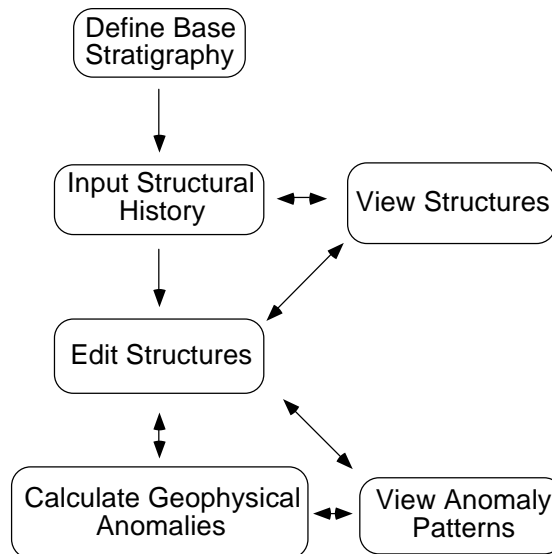 Define Base
Stratigraphy
Input Structural
History
View Structures
Edit Structures
Calculate Geophysical
Anomalies
View Anomaly
Patterns